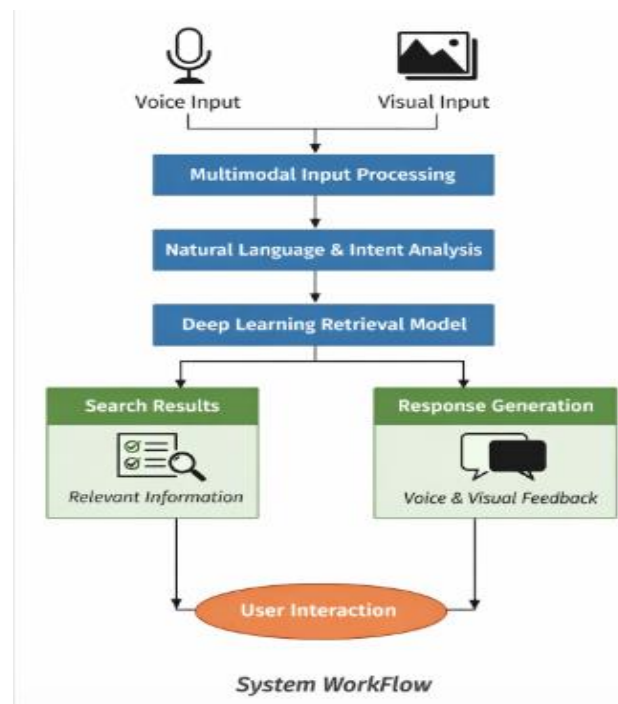 Voice Input
Visual Input
Multimodal Input Processing
Natural Language & Intent Analysis
Deep Learning Retrieval Model
Search Results
Relevant Information
Response Generation
Voice & Visual Feedback
User Interaction
System WorkFlow